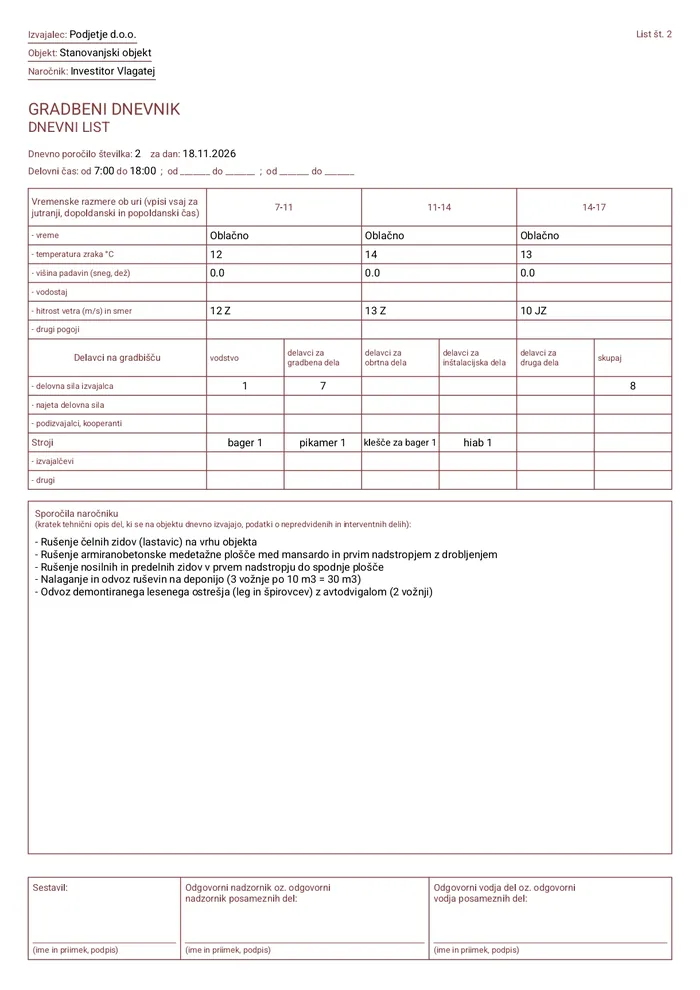 Izvajalec: Podjetje d.o.o.
List št. 2
Objekt: Stanovanjski objekt
Naročnik: Investitor Vlagatej
GRADBENI DNEVNIK
DNEVNI LIST
Dnevno poročilo številka: 2 za dan: 18.11.2026
Delovni čas: od 7:00 do 18:00 ; od _______ do _______ ; od _______ do _______
Vremenske razmere ob uri (vpisi vsaj za
jutranji, dopoldanski in popoldanski čas)
7-11 11-14 14-17
- vreme Oblačno Oblačno Oblačno
- temperatura zraka °C 12 14 13
- višina padavin (sneg, dež) 0.0 0.0 0.0
- vodostaj
- hitrost vetra (m/s) in smer 12 Z 13 Z 10 JZ
- drugi pogoji
Delavci na gradbišču
vodstvo
delavci za
gradbena dela
delavci za
obrtna dela
delavci za
inštalacijska dela
delavci za
druga dela
skupaj
- delovna sila izvajalca 1 7 8
- najeta delovna sila
- podizvajalci, kooperanti
Stroji bager 1 pikamer 1 klešče za bager 1 hiab 1
- izvajalčevi
- drugi
Sporočila naročniku
(kratek tehnični opis del, ki se na objektu dnevno izvajajo, podatki o nepredvidenih in interventnih delih):
- Rušenje čelnih zidov (lastavic) na vrhu objekta
- Rušenje armiranobetonske medetažne plošče med mansardo in prvim nadstropjem z drobljenjem
- Rušenje nosilnih in predelnih zidov v prvem nadstropju do spodnje plošče
- Nalaganje in odvoz ruševin na deponijo (3 vožnje po 10 m3 = 30 m3)
- Odvoz demontiranega lesenega ostrešja (leg in špirovcev) z avtodvigalom (2 vožnji)
Sestavil:
(ime in priimek, podpis)
Odgovorni nadzornik oz. odgovorni
nadzornik posameznih del:
(ime in priimek, podpis)
Odgovorni vodja del oz. odgovorni
vodja posameznih del:
(ime in priimek, podpis)